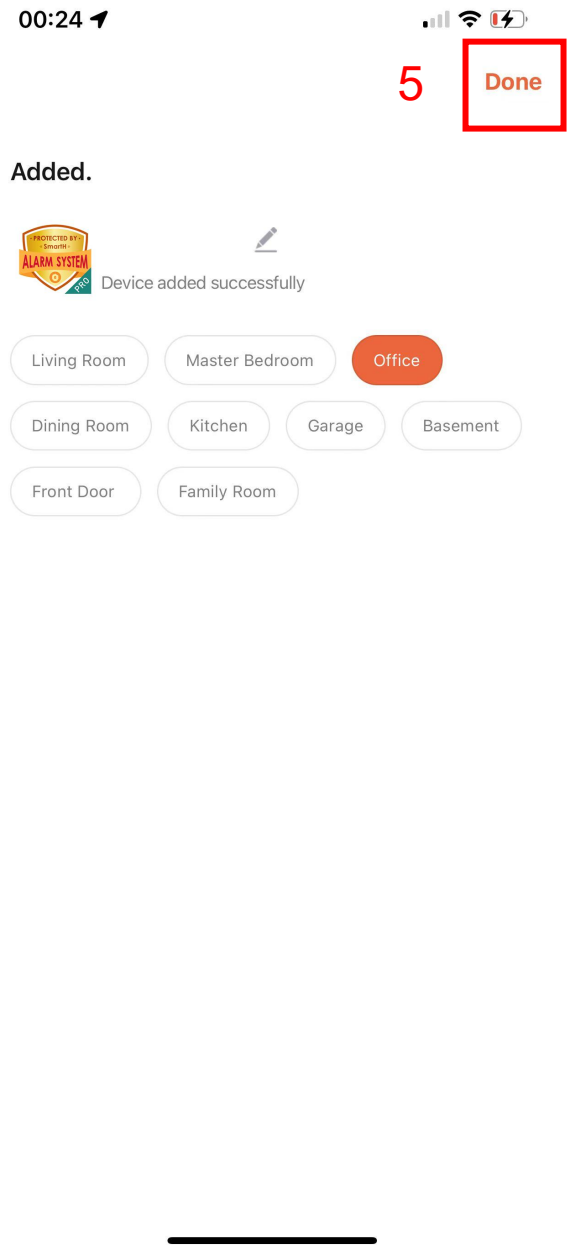 00:24
5 Done
Added.
PROTECTED BY
SmartH
ALARM SYSTEM
PRO
Device added successfully
Living Room Master Bedroom Office
Dining Room Kitchen Garage Basement
Front Door Family Room